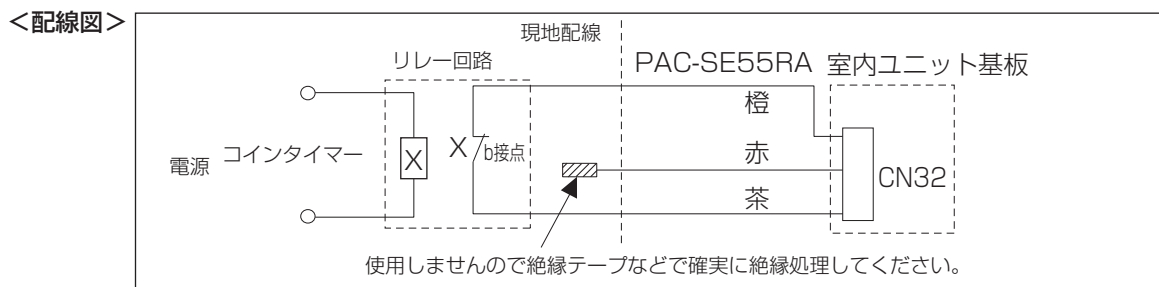 <配線図>
現地配線
リレー回路
PAC-SE55RA 室内ユニット基板
橙
電源 コインタイマー X X b接点
赤
CN32
茶
使用しませんので絶縁テープなどで確実に絶縁処理してください。